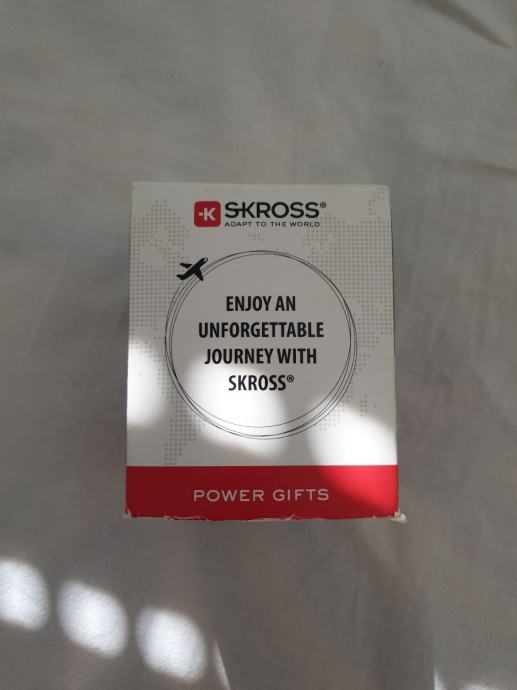 SKROSS®
ADAPT TO THE WORLD
ENJOY AN
UNFORGETTABLE
JOURNEY WITH
SKROSS®
POWER GIFTS